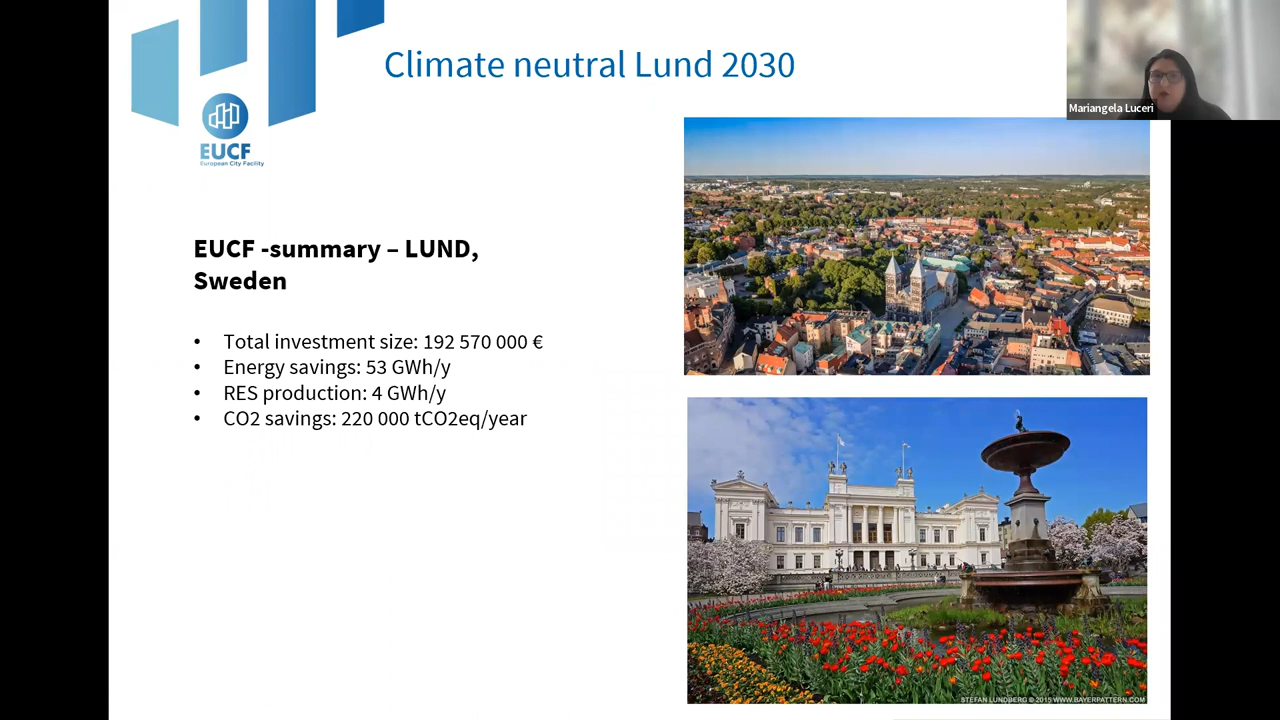 Climate neutral Lund 2030
Mariangela Luceri
EUCF
European City Facility
EUCF -summary – LUND,
Sweden
• Total investment size: 192 570 000 €
• Energy savings: 53 GWh/y
• RES production: 4 GWh/y
• CO2 savings: 220 000 tCO2eq/year
STEFAN LUNDBERG © 2015 WWW.BAYERPATTERN.COM